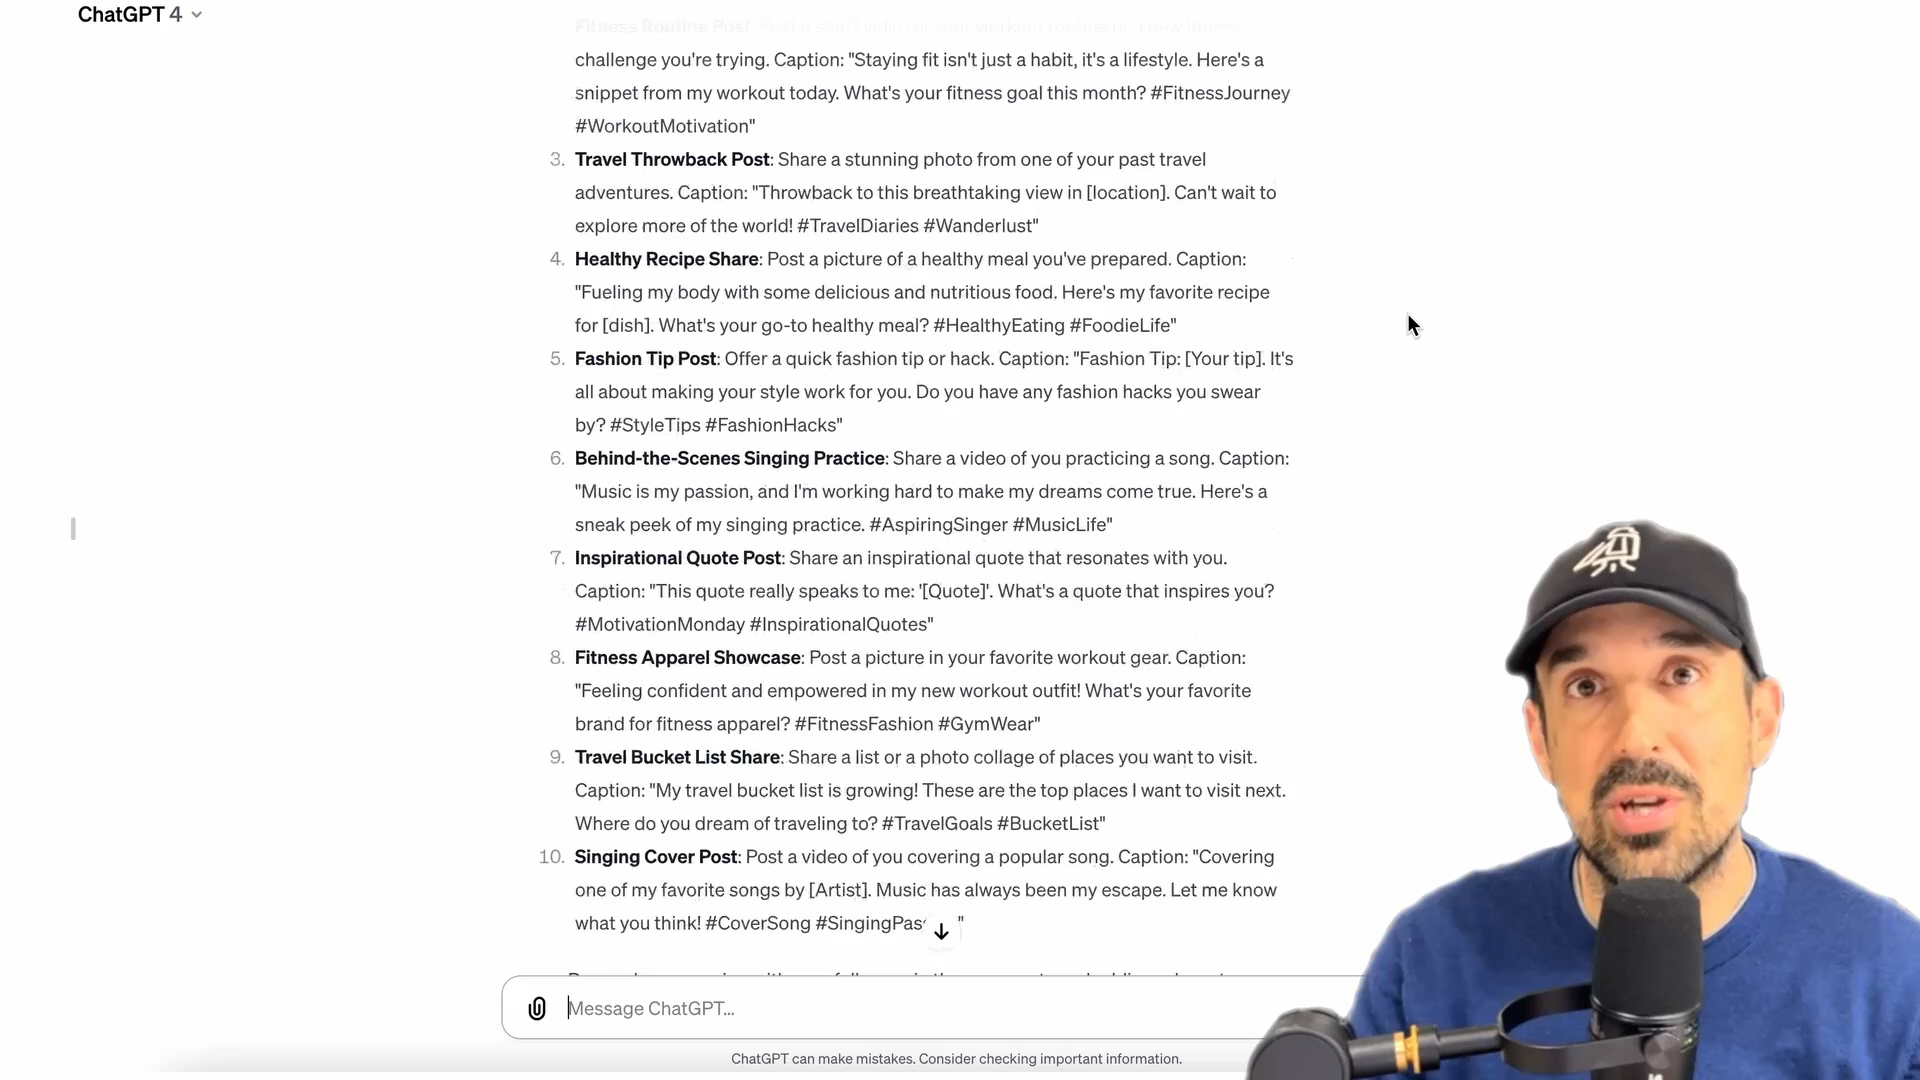 ChatGPT 4
Fitness Routine Post
challenge you're trying. Caption: "Staying fit isn't just a habit, it's a lifestyle. Here's a
snippet from my workout today. What's your fitness goal this month? #FitnessJourney
#WorkoutMotivation"
3. Travel Throwback Post: Share a stunning photo from one of your past travel
adventures. Caption: "Throwback to this breathtaking view in [location]. Can't wait to
explore more of the world! #TravelDiaries #Wanderlust"
4. Healthy Recipe Share: Post a picture of a healthy meal you've prepared. Caption:
"Fueling my body with some delicious and nutritious food. Here's my favorite recipe
for [dish]. What's your go-to healthy meal? #HealthyEating #FoodieLife"
5. Fashion Tip Post: Offer a quick fashion tip or hack. Caption: "Fashion Tip: [Your tip]. It's
all about making your style work for you. Do you have any fashion hacks you swear
by? #StyleTips #FashionHacks"
6. Behind-the-Scenes Singing Practice: Share a video of you practicing a song. Caption:
"Music is my passion, and I'm working hard to make my dreams come true. Here's a
sneak peek of my singing practice. #AspiringSinger #MusicLife"
7. Inspirational Quote Post: Share an inspirational quote that resonates with you.
Caption: "This quote really speaks to me: '[Quote]'. What's a quote that inspires you?
#MotivationMonday #InspirationalQuotes"
8. Fitness Apparel Showcase: Post a picture in your favorite workout gear. Caption:
"Feeling confident and empowered in my new workout outfit! What's your favorite
brand for fitness apparel? #FitnessFashion #GymWear"
9. Travel Bucket List Share: Share a list or a photo collage of places you want to visit.
Caption: "My travel bucket list is growing! These are the top places I want to visit next.
Where do you dream of traveling to? #TravelGoals #BucketList"
10. Singing Cover Post: Post a video of you covering a popular song. Caption: "Covering
one of my favorite songs by [Artist]. Music has always been my escape. Let me know
what you think! #CoverSong #SingingPas "
Message ChatGPT...
ChatGPT can make mistakes. Consider checking important information.